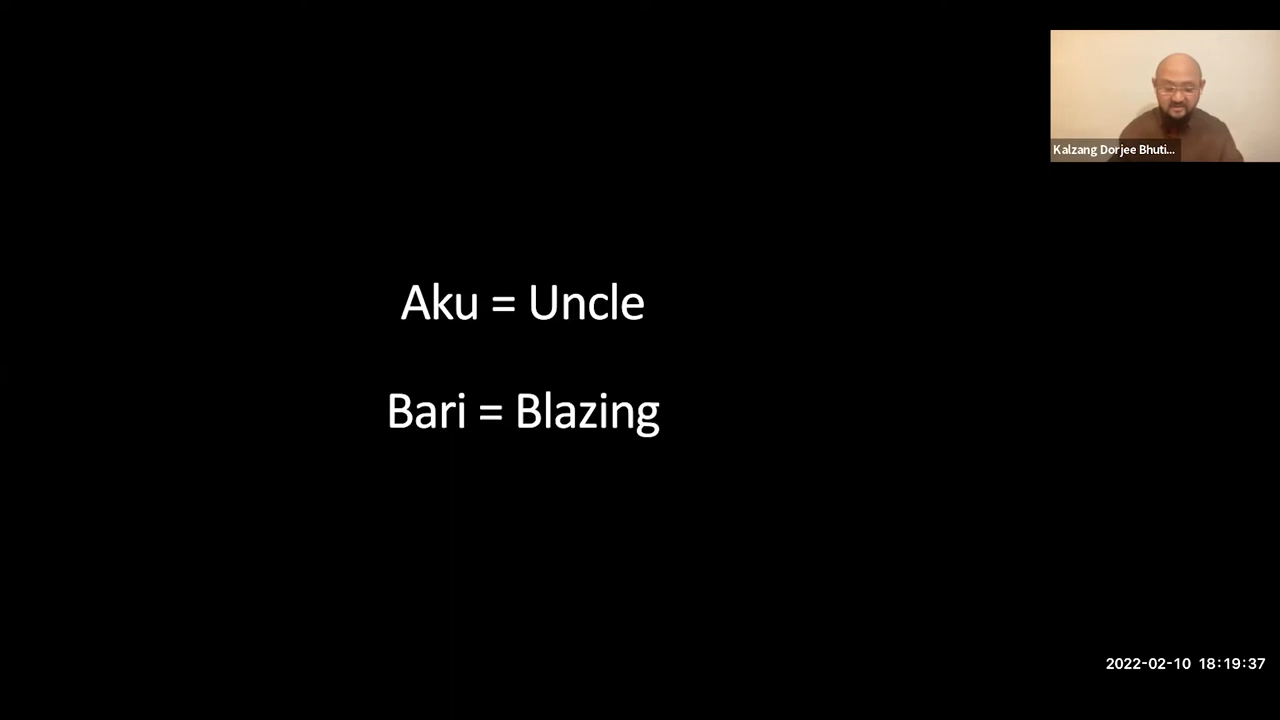 Kalzang Dorjee Bhuti...
Aku = Uncle
Bari = Blazing
2022-02-10 18:19:37